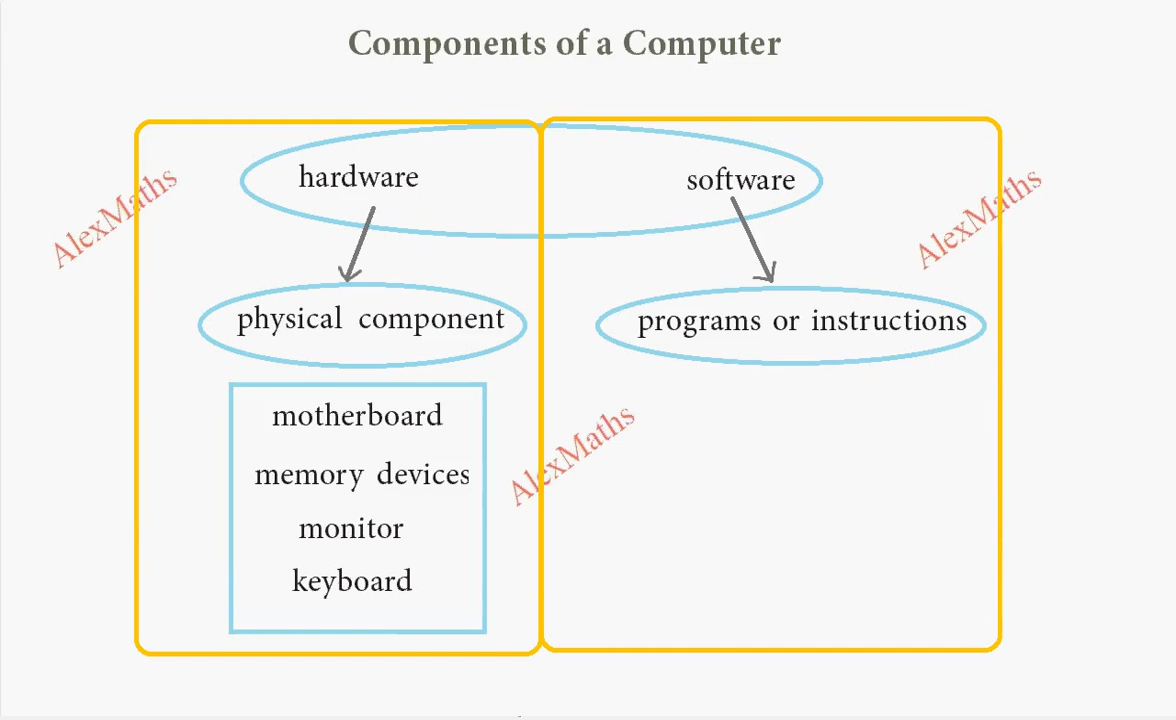 Components of a Computer
hardware
software
AlexMaths
AlexMaths
physical component
programs or instructions
motherboard
memory devices
AlexMaths
monitor
keyboard